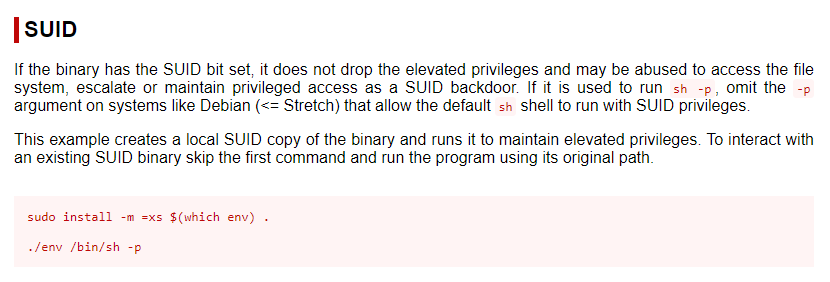 SUID
If the binary has the SUID bit set, it does not drop the elevated privileges and may be abused to access the file
system, escalate or maintain privileged access as a SUID backdoor. If it is used to run sh -p, omit the -p
argument on systems like Debian (<= Stretch) that allow the default sh shell to run with SUID privileges.
This example creates a local SUID copy of the binary and runs it to maintain elevated privileges. To interact with
an existing SUID binary skip the first command and run the program using its original path.
sudo install -m =xs $(which env) .
./env /bin/sh -p